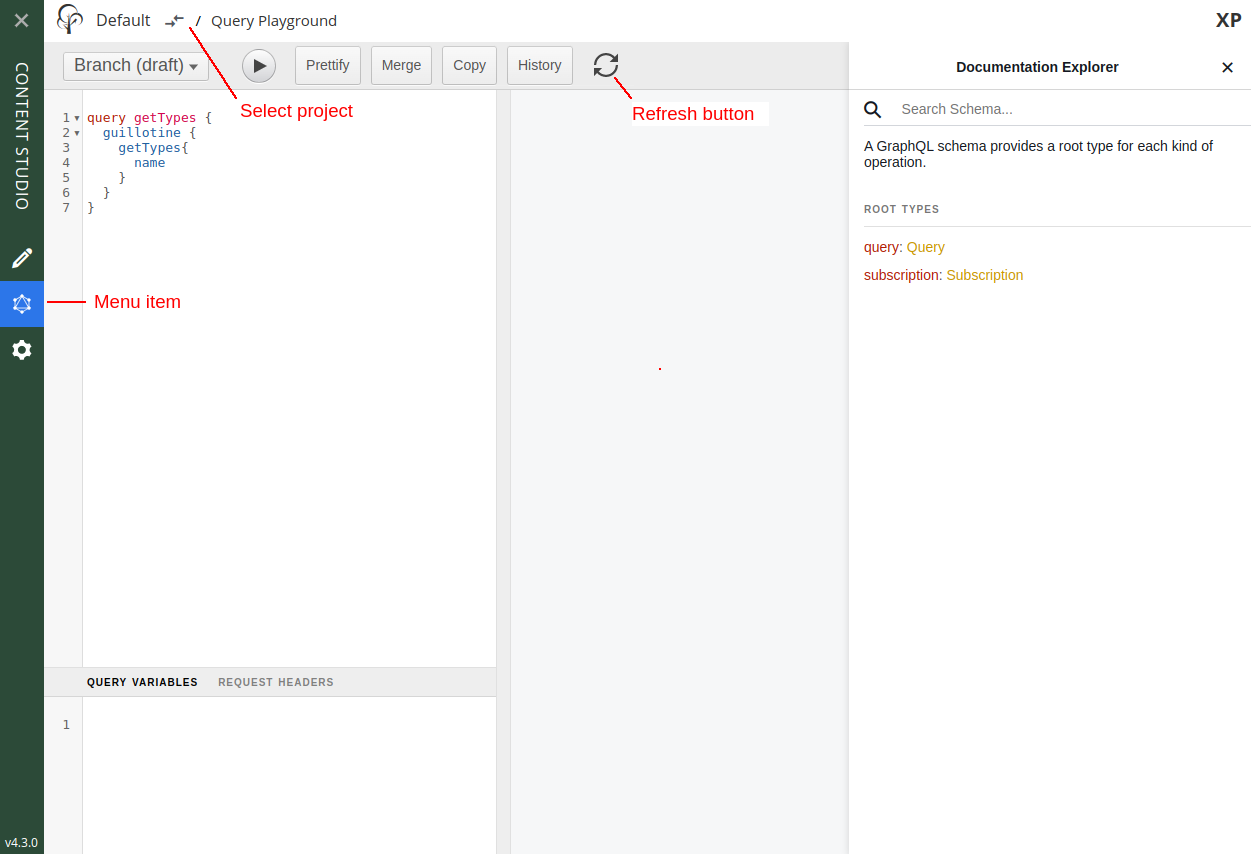 Default / Query Playground
XP
CONTENT STUDIO
Branch (draft)
Prettify
Merge
Copy
History
Select project
Refresh button
Menu item
1 query getTypes {
2 guillotine {
3 getTypes{
4 name
5 }
6 }
7 }
QUERY VARIABLES
REQUEST HEADERS
1
Documentation Explorer
Search Schema...
A GraphQL schema provides a root type for each kind of
operation.
ROOT TYPES
query: Query
subscription: Subscription
v4.3.0